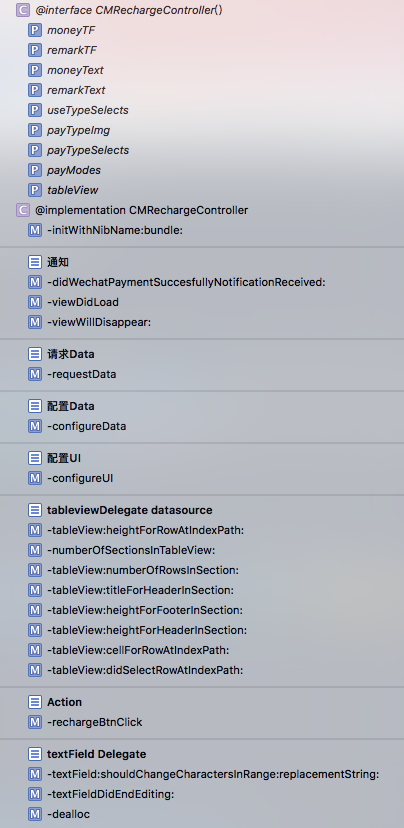 C @interface CMRechargeController()
P moneyTF
P remarkTF
P moneyText
P remarkText
P useTypeSelects
P payTypeImg
P payTypeSelects
P payModes
P tableView
C @implementation CMRechargeController
M -initWithNibName:bundle:
通知
M -didWechatPaymentSuccesfullyNotificationReceived:
M -viewDidLoad
M -viewWillDisappear:
请求Data
M -requestData
配置Data
M -configureData
配置UI
M -configureUI
tableviewDelegate datasource
M -tableView:heightForRowAtIndexPath:
M -numberOfSectionsInTableView:
M -tableView:numberOfRowsInSection:
M -tableView:titleForHeaderInSection:
M -tableView:heightForFooterInSection:
M -tableView:heightForHeaderInSection:
M -tableView:cellForRowAtIndexPath:
M -tableView:didSelectRowAtIndexPath:
Action
M -rechargeBtnClick
textField Delegate
M -textField:shouldChangeCharactersInRange:replacementString:
M -textFieldDidEndEditing:
M -dealloc